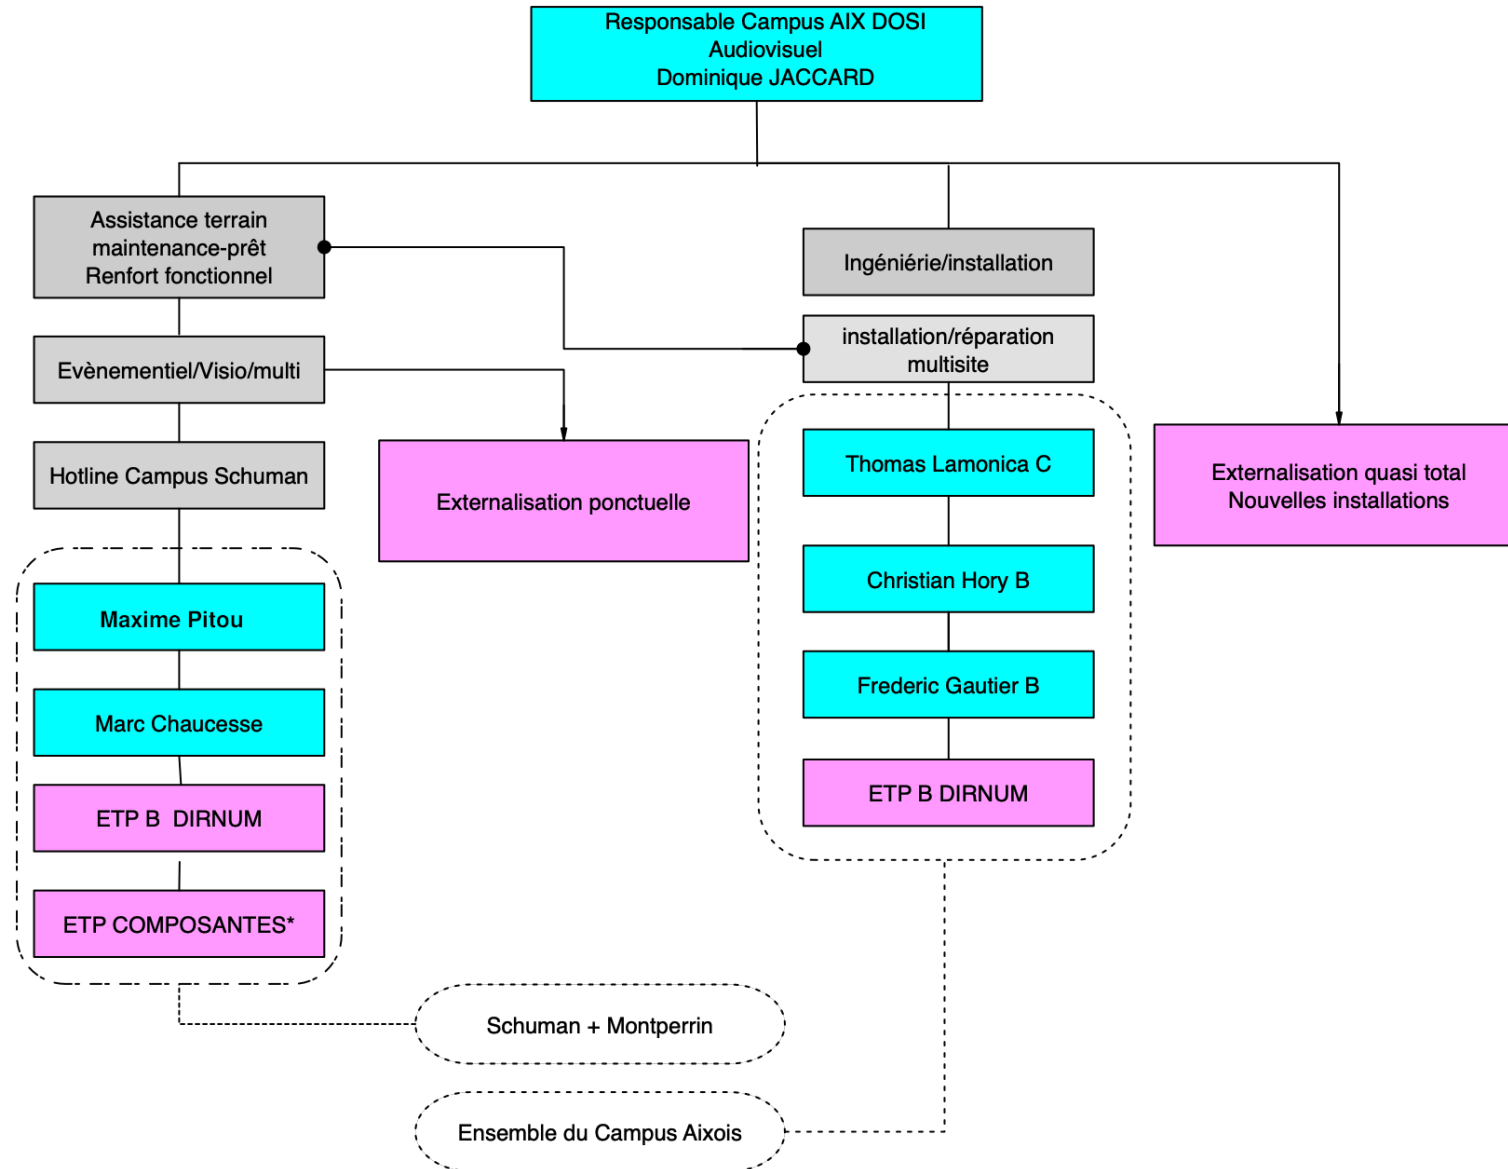 Responsable Campus AIX DOSI
Audiovisuel
Dominique JACCARD
Assistance terrain
maintenance-prêt
Renfort fonctionnel
Ingéniérie/installation
installation/réparation
multisite
Evènementiel/Visio/multi
Hotline Campus Schuman
Externalisation ponctuelle
Thomas Lamonica C
Externalisation quasi total
Nouvelles installations
Christian Hory B
Maxime Pitou
Frederic Gautier B
Marc Chaucesse
ETP B DIRNUM
ETP B  DIRNUM
ETP COMPOSANTES*
Schuman + Montperrin
Ensemble du Campus Aixois